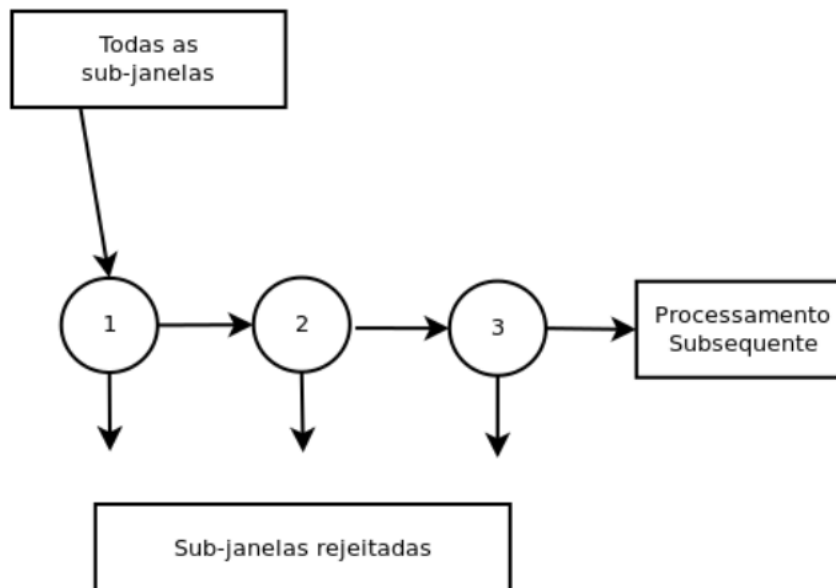 Todas as
sub-janelas
1
2
3
Processamento
Subsequente
Sub-janelas rejeitadas